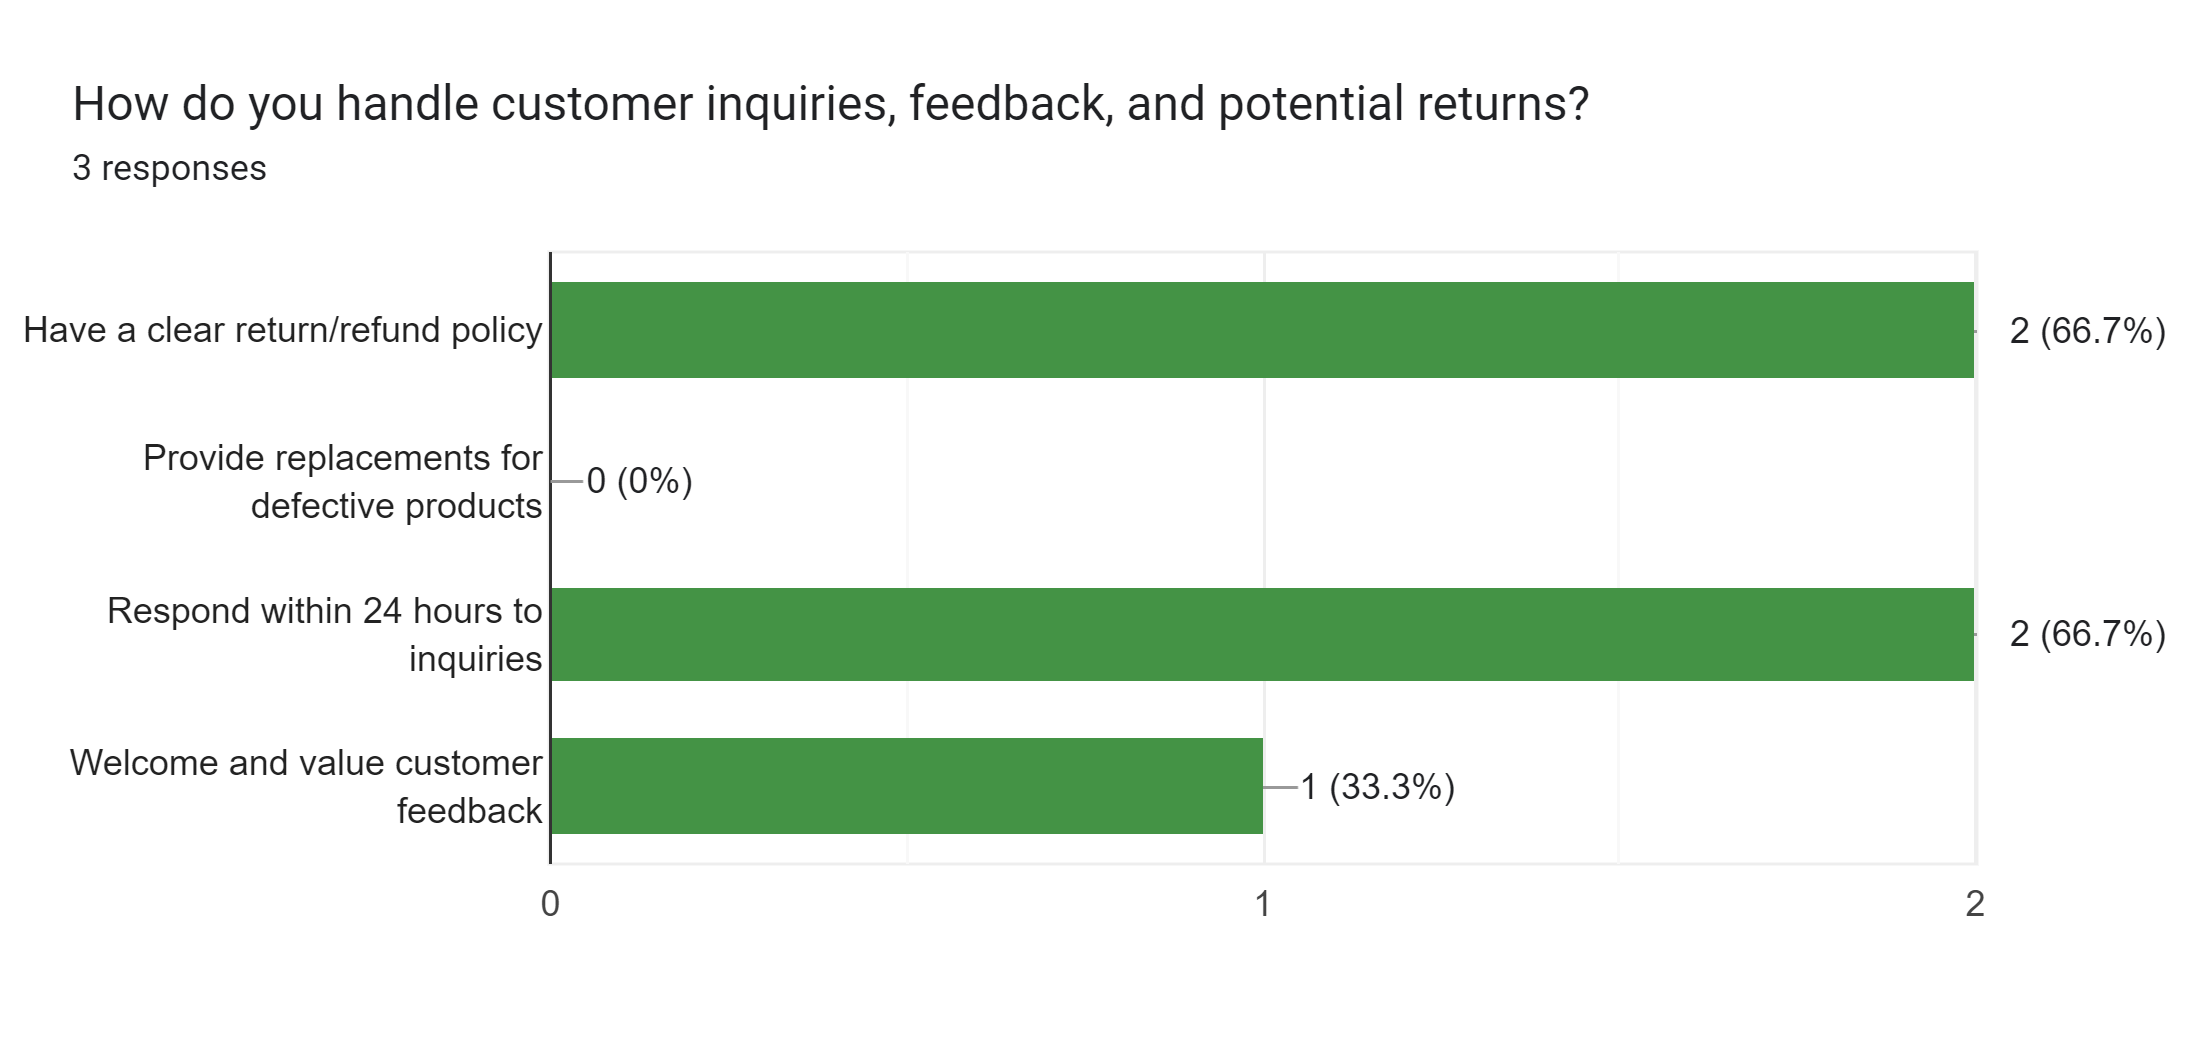 How do you handle customer inquiries, feedback, and potential returns?
3 responses
Have a clear return/refund policy
2 (66.7%)
Provide replacements for
defective products
0 (0%)
Respond within 24 hours to
inquiries
2 (66.7%)
Welcome and value customer
feedback
1 (33.3%)
0
1
2